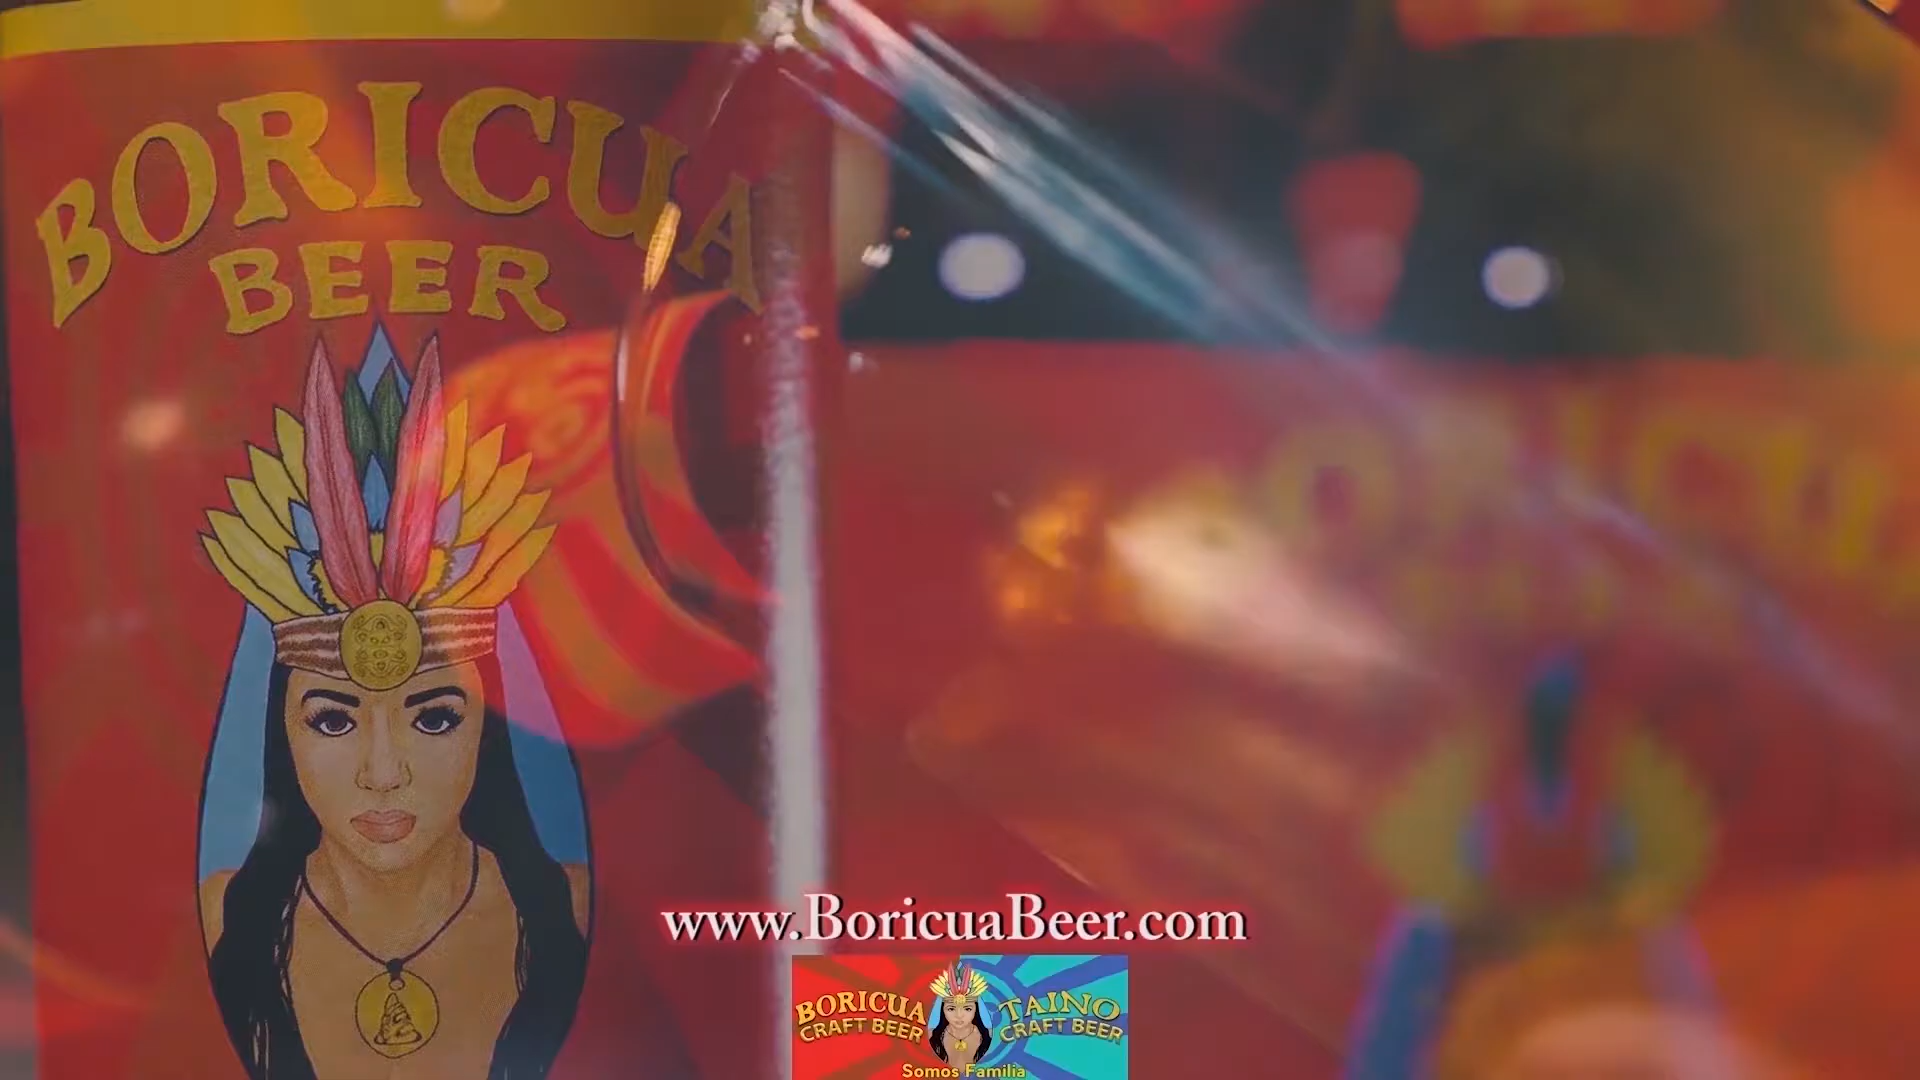 BORICUA
BEER
www.BoricuaBeer.com
BORICUA
CRAFT BEER
TAINO
CRAFT BEER
Somos Familia